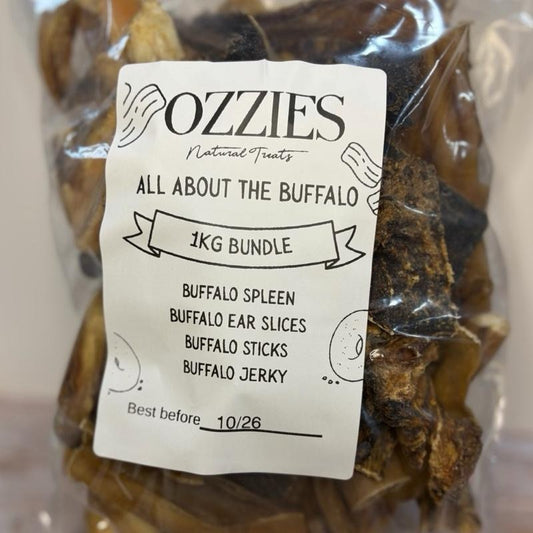 OZZIES
Natural Treats
ALL ABOUT THE BUFFALO
1KG BUNDLE
BUFFALO SPLEEN
BUFFALO EAR SLICES
BUFFALO STICKS
BUFFALO JERKY
Best before 10/26